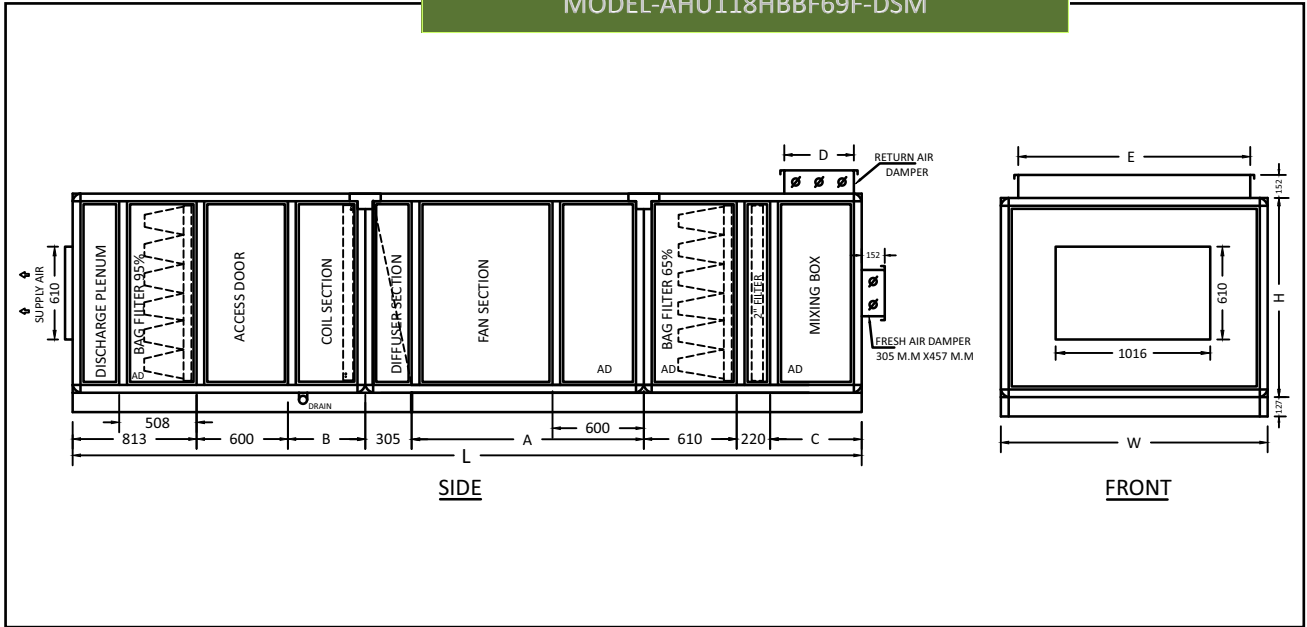 MODEL-AHU118HBBF69F-DSM
D
RETURN AIR
DAMPER
E
152
SUPPLY AIR
610
DISCHARGE PLENUM
BAG FILTER 95%
AD
ACCESS DOOR
COIL SECTION
DIFFUSER SECTION
FAN SECTION
AD
BAG FILTER 65%
AD
2" FILTER
MIXING BOX
AD
152
FRESH AIR DAMPER
305 M.M X457 M.M
610
1016
H
127
DRAIN
508
600
813
600
B
305
A
610
220
C
L
W
SIDE
FRONT